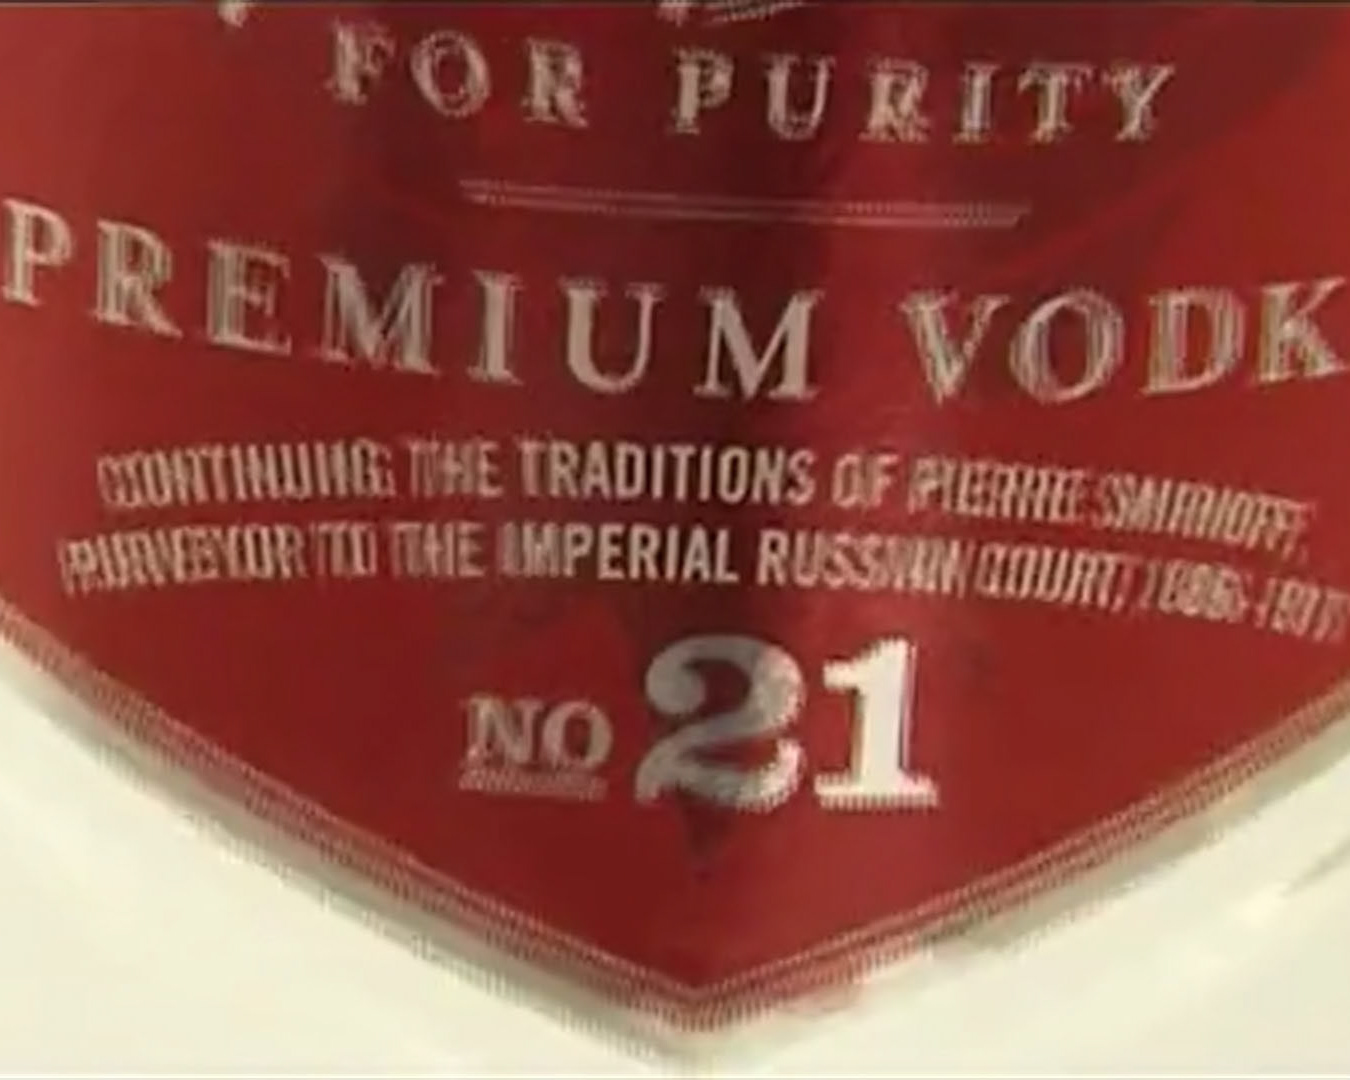 FOR PURITY
PREMIUM VODK
CONTINUING THE TRADITIONS OF PIERRE SMIRNOFF,
PURVEYOR TO THE IMPERIAL RUSSIAN COURT,
NO 21